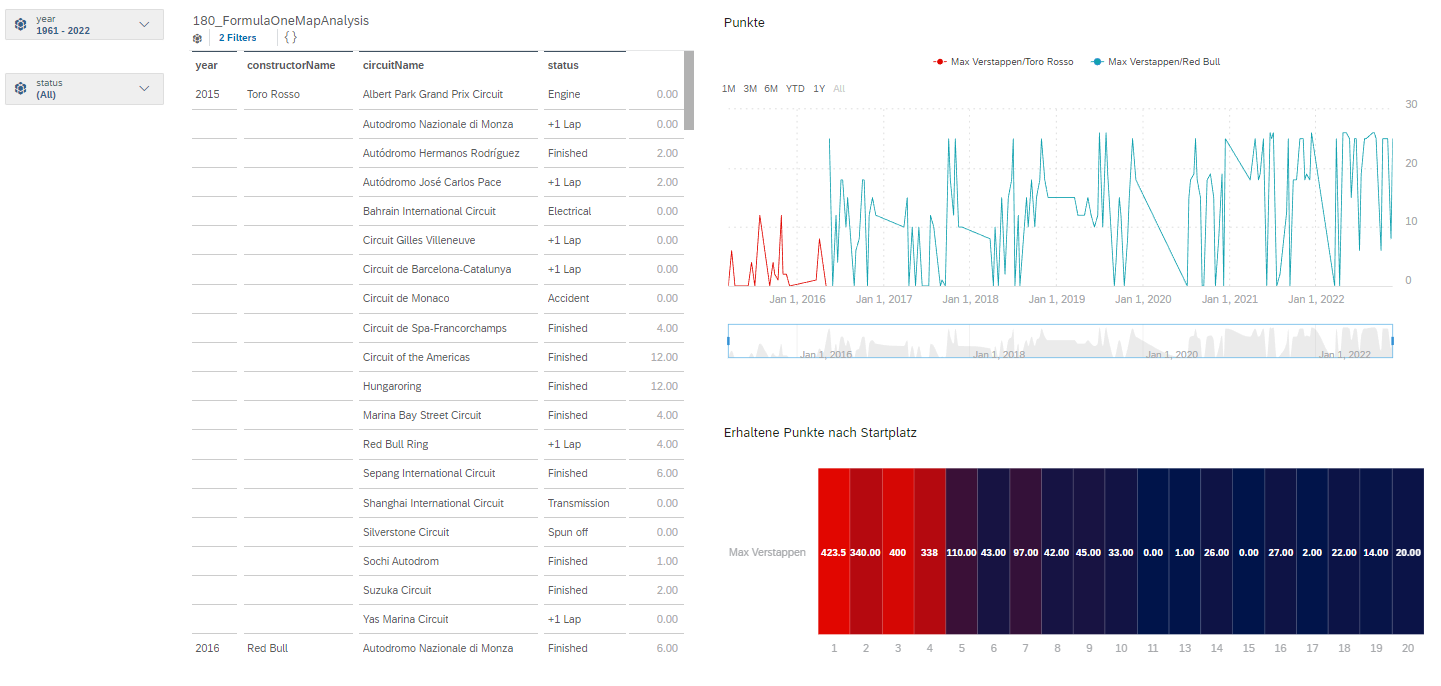 year
1961 - 2022
status
(All)
180_FormulaOneMapAnalysis
2 Filters { }
year constructorName circuitName status
2015 Toro Rosso Albert Park Grand Prix Circuit Engine 0.00
Autodromo Nazionale di Monza +1 Lap 0.00
Autódromo Hermanos Rodríguez Finished 2.00
Autódromo José Carlos Pace +1 Lap 2.00
Bahrain International Circuit Electrical 0.00
Circuit Gilles Villeneuve +1 Lap 0.00
Circuit de Barcelona-Catalunya +1 Lap 0.00
Circuit de Monaco Accident 0.00
Circuit de Spa-Francorchamps Finished 4.00
Circuit of the Americas Finished 12.00
Hungaroring Finished 12.00
Marina Bay Street Circuit Finished 4.00
Red Bull Ring +1 Lap 4.00
Sepang International Circuit Finished 6.00
Shanghai International Circuit Transmission 0.00
Silverstone Circuit Spun off 0.00
Sochi Autodrom Finished 1.00
Suzuka Circuit Finished 2.00
Yas Marina Circuit +1 Lap 0.00
2016 Red Bull Autodromo Nazionale di Monza Finished 6.00
Punkte
Max Verstappen/Toro Rosso Max Verstappen/Red Bull
1M 3M 6M YTD 1Y All
30
20
10
0
Jan 1, 2016 Jan 1, 2017 Jan 1, 2018 Jan 1, 2019 Jan 1, 2020 Jan 1, 2021 Jan 1, 2022
Jan 1, 2016 Jan 1, 2018 Jan 1, 2020 Jan 1, 2022
Erhaltene Punkte nach Startplatz
Max Verstappen 423.5 340.00 400 338 110.00 43.00 97.00 42.00 45.00 33.00 0.00 1.00 26.00 0.00 27.00 2.00 22.00 14.00 20.00
1 2 3 4 5 6 7 8 9 10 11 13 14 15 16 17 18 19 20